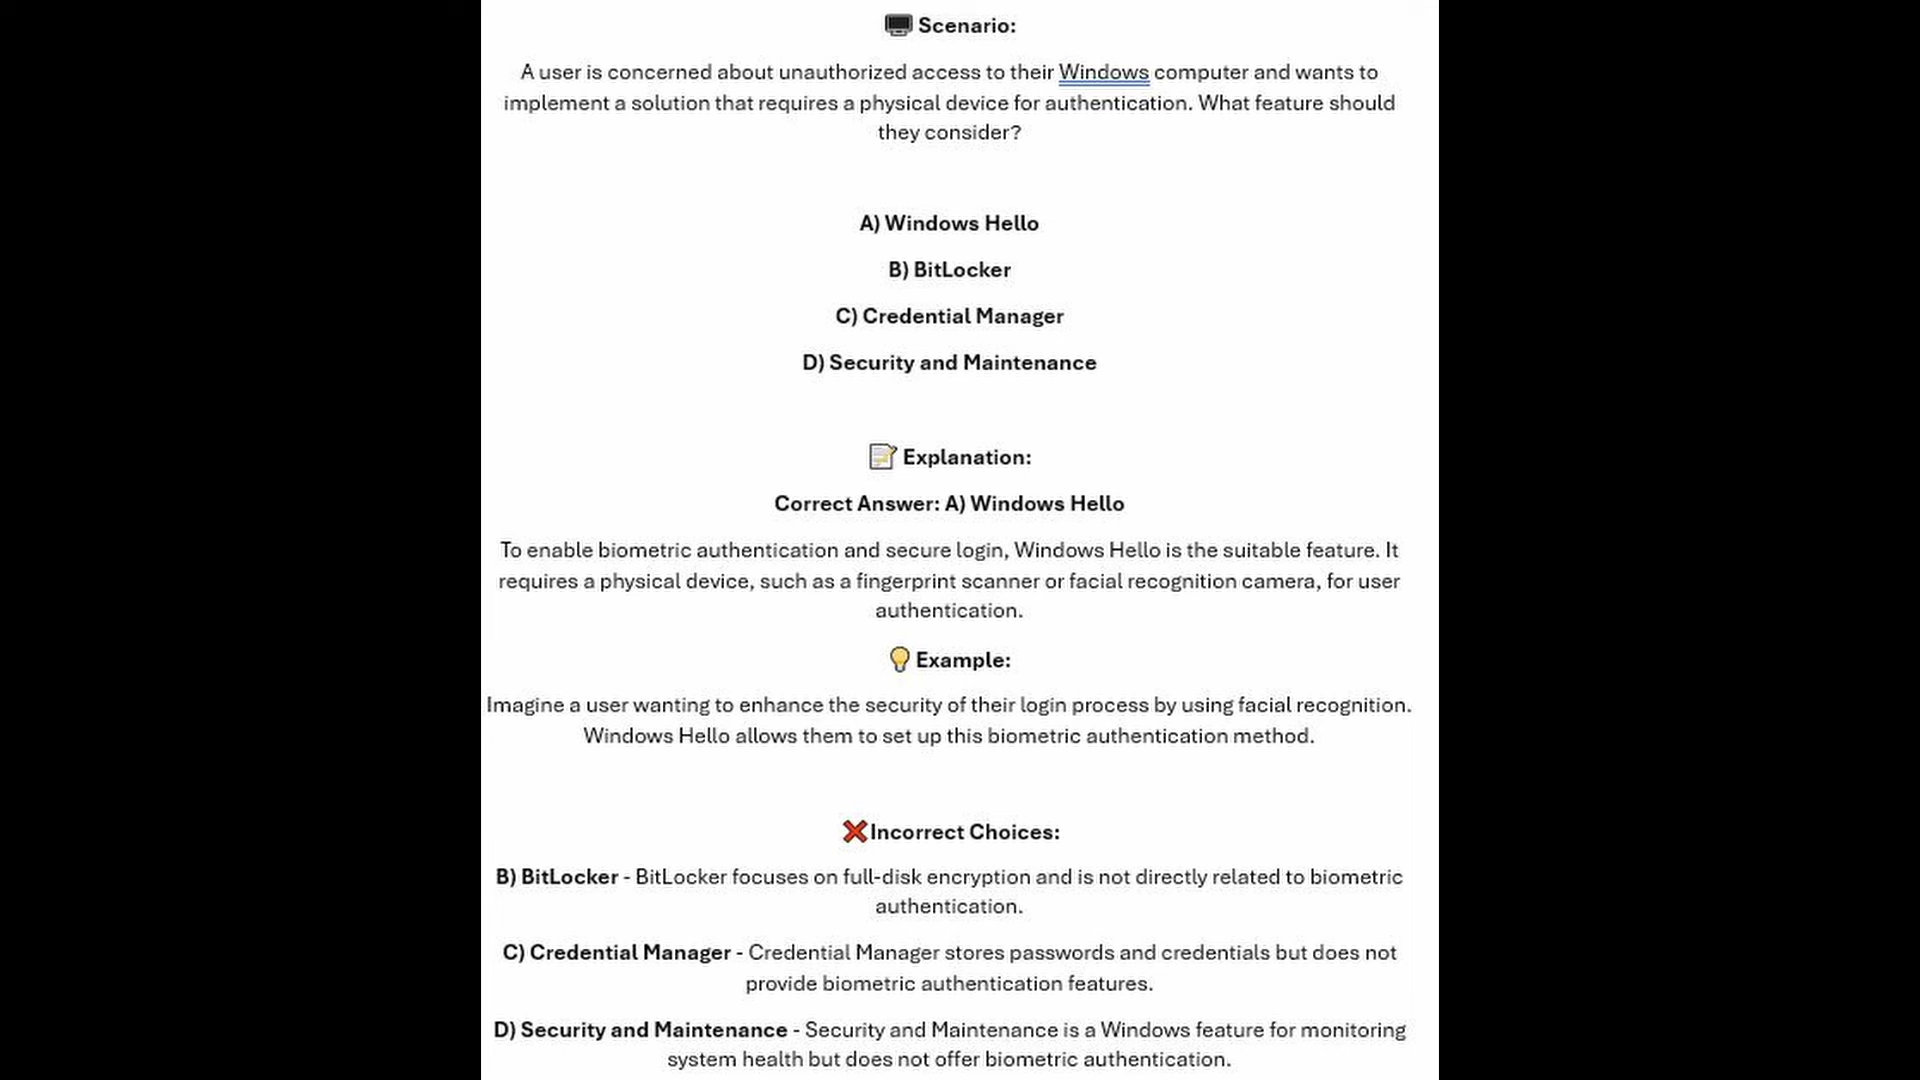 Scenario:
A user is concerned about unauthorized access to their Windows computer and wants to
implement a solution that requires a physical device for authentication. What feature should
they consider?
A) Windows Hello
B) BitLocker
C) Credential Manager
D) Security and Maintenance
Explanation:
Correct Answer: A) Windows Hello
To enable biometric authentication and secure login, Windows Hello is the suitable feature. It
requires a physical device, such as a fingerprint scanner or facial recognition camera, for user
authentication.
Example:
Imagine a user wanting to enhance the security of their login process by using facial recognition.
Windows Hello allows them to set up this biometric authentication method.
Incorrect Choices:
B) BitLocker - BitLocker focuses on full-disk encryption and is not directly related to biometric
authentication.
C) Credential Manager - Credential Manager stores passwords and credentials but does not
provide biometric authentication features.
D) Security and Maintenance - Security and Maintenance is a Windows feature for monitoring
system health but does not offer biometric authentication.